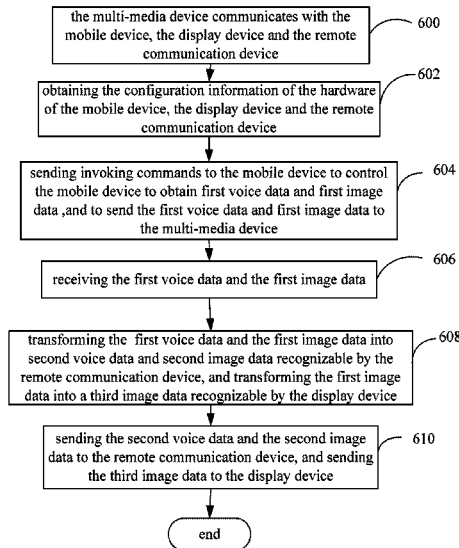 the multi-media device communicates with the
mobile device, the display device and the remote
communication device
600
obtaining the configuration information of the hardware
of the mobile device, the display device and the remote
communication device
602
sending invoking commands to the mobile device to control
the mobile device to obtain first voice data and first image
data ,and to send the first voice data and first image data to
the multi-media device
604
receiving the first voice data and the first image data
606
transforming the first voice data and the first image data into
second voice data and second image data recognizable by the
remote communication device, and transforming the first image
data into a third image data recognizable by the display device
608
sending the second voice data and the second image
data to the remote communication device, and sending
the third image data to the display device
610
end